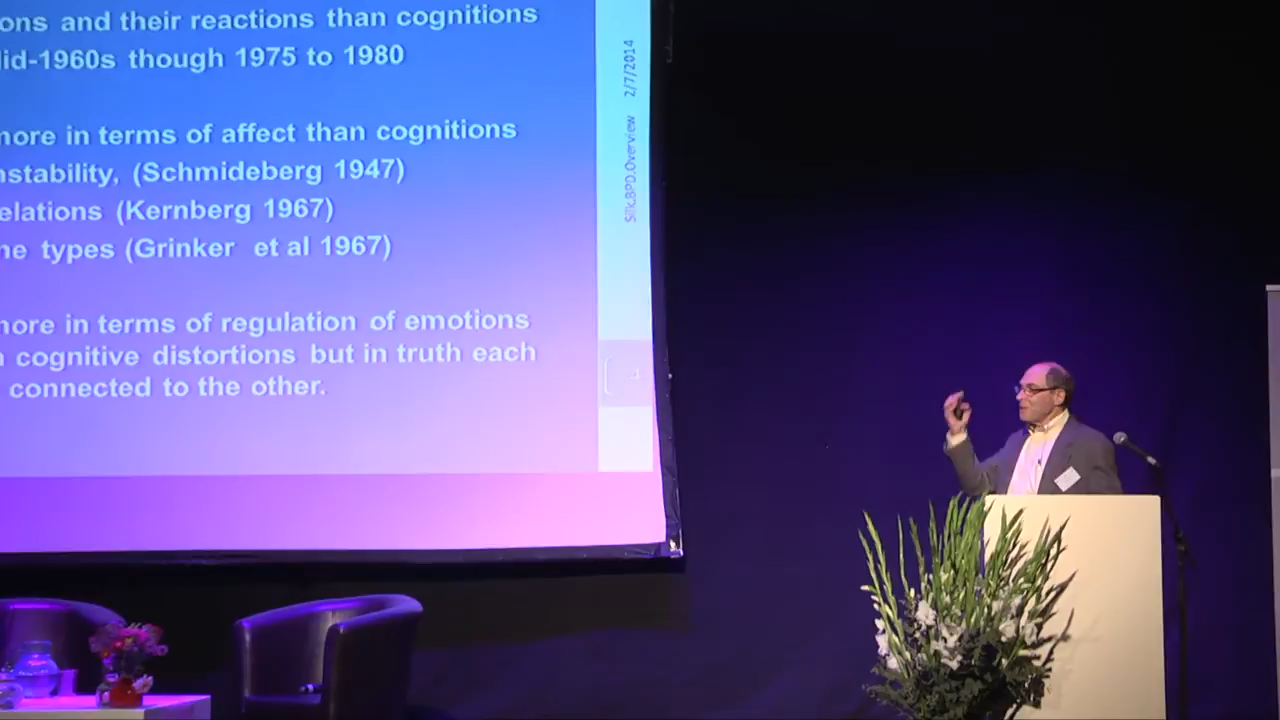 ons and their reactions than cognitions
id-1960s though 1975 to 1980
more in terms of affect than cognitions
nstability, (Schmideberg 1947)
elations (Kernberg 1967)
ne types (Grinker et al 1967)
more in terms of regulation of emotions
cognitive distortions but in truth each
connected to the other.
Silk.BPD.Overview 2/7/2014